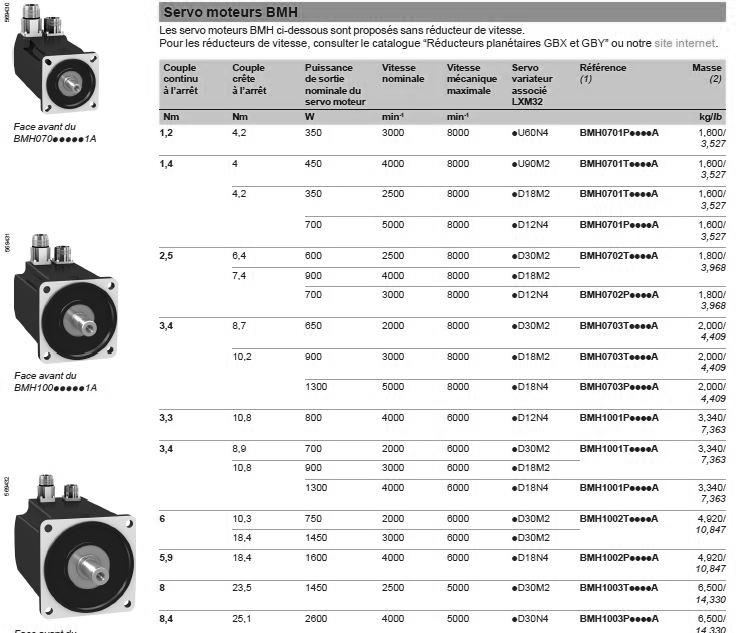 Servo moteurs BMH
Les servo moteurs BMH ci-dessous sont proposés sans réducteur de vitesse.
Pour les réducteurs de vitesse, consulter le catalogue “Réducteurs planétaires GBX et GBY” ou notre site internet.
569430
Face avant du
BMH070●●●●●1A
569431
Face avant du
BMH100●●●●●1A
569432
Face avant du
Couple continu à l’arrêt Couple crête à l’arrêt Puissance de sortie nominale du servo moteur Vitesse nominale Vitesse mécanique maximale Servo variateur associé LXM32 Référence (1) Masse (2)
Nm Nm W min-1 min-1 kg/lb
1,2 4,2 350 3000 8000 ●U60N4 BMH0701P●●●●A 1,600/
3,527
1,4 4 450 4000 8000 ●U90M2 BMH0701T●●●●A 1,600/
3,527
4,2 350 2500 8000 ●D18M2 BMH0701T●●●●A 1,600/
3,527
700 5000 8000 ●D12N4 BMH0701P●●●●A 1,600/
3,527
2,5 6,4 600 2500 8000 ●D30M2 BMH0702T●●●●A 1,800/
3,968
7,4 900 4000 8000 ●D18M2
700 3000 8000 ●D12N4 BMH0702P●●●●A 1,800/
3,968
3,4 8,7 650 2000 8000 ●D30M2 BMH0703T●●●●A 2,000/
4,409
10,2 900 3000 8000 ●D18M2 BMH0703T●●●●A 2,000/
4,409
1300 5000 8000 ●D18N4 BMH0703P●●●●A 2,000/
4,409
3,3 10,8 800 4000 6000 ●D12N4 BMH1001P●●●●A 3,340/
7,363
3,4 8,9 700 2000 6000 ●D30M2 BMH1001T●●●●A 3,340/
7,363
10,8 900 3000 6000 ●D18M2
1300 4000 6000 ●D18N4 BMH1001P●●●●A 3,340/
7,363
6 10,3 750 2000 6000 ●D30M2 BMH1002T●●●●A 4,920/
10,847
18,4 1450 3000 6000 ●D30M2
5,9 18,4 1600 4000 6000 ●D18N4 BMH1002P●●●●A 4,920/
10,847
8 23,5 1450 2500 5000 ●D30M2 BMH1003T●●●●A 6,500/
14,330
8,4 25,1 2600 4000 5000 ●D30N4 BMH1003P●●●●A 6,500/
14,330